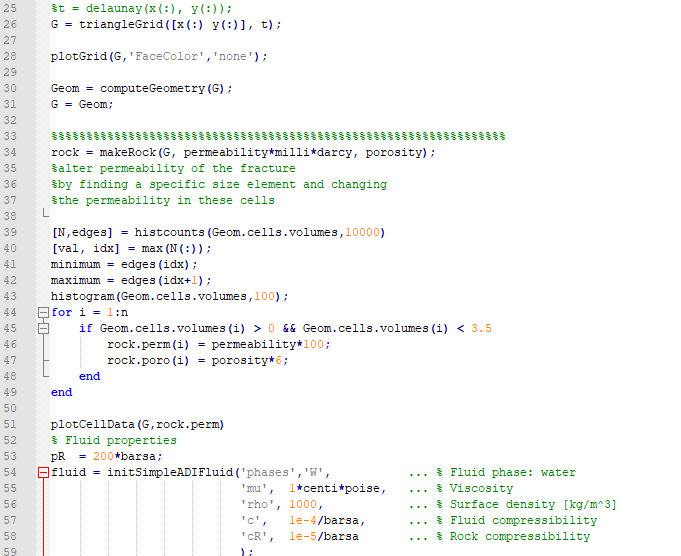 25 %t = delaunay(x(:), y(:));
26 G = triangleGrid([x(:) y(:)], t);
27
28 plotGrid(G,'FaceColor','none');
29
30 Geom = computeGeometry(G);
31 G = Geom;
32
33 %%%%%%%%%%%%%%%%%%%%%%%%%%%%%%%%%%%%%%%%%%%%%%%%%%%%%%%%%%%%%%%%%
34 rock = makeRock(G, permeability*milli*darcy, porosity);
35 %alter permeability of the fracture
36 %by finding a specific size element and changing
37 %the permeability in these cells
38
39 [N,edges] = histcounts(Geom.cells.volumes,10000)
40 [val, idx] = max(N(:));
41 minimum = edges(idx);
42 maximum = edges(idx+1);
43 histogram(Geom.cells.volumes,100);
44 for i = 1:n
45     if Geom.cells.volumes(i) > 0 && Geom.cells.volumes(i) < 3.5
46         rock.perm(i) = permeability*100;
47         rock.poro(i) = porosity*6;
48     end
49 end
50
51 plotCellData(G,rock.perm)
52 % Fluid properties
53 pR  = 200*barsa;
54 fluid = initSimpleADIFluid('phases','W',           ... % Fluid phase: water
55                            'mu',  1*centi*poise,   ... % Viscosity
56                            'rho', 1000,            ... % Surface density [kg/m^3]
57                            'c',   1e-4/barsa,      ... % Fluid compressibility
58                            'cR',  1e-5/barsa       ... % Rock compressibility
59                            );